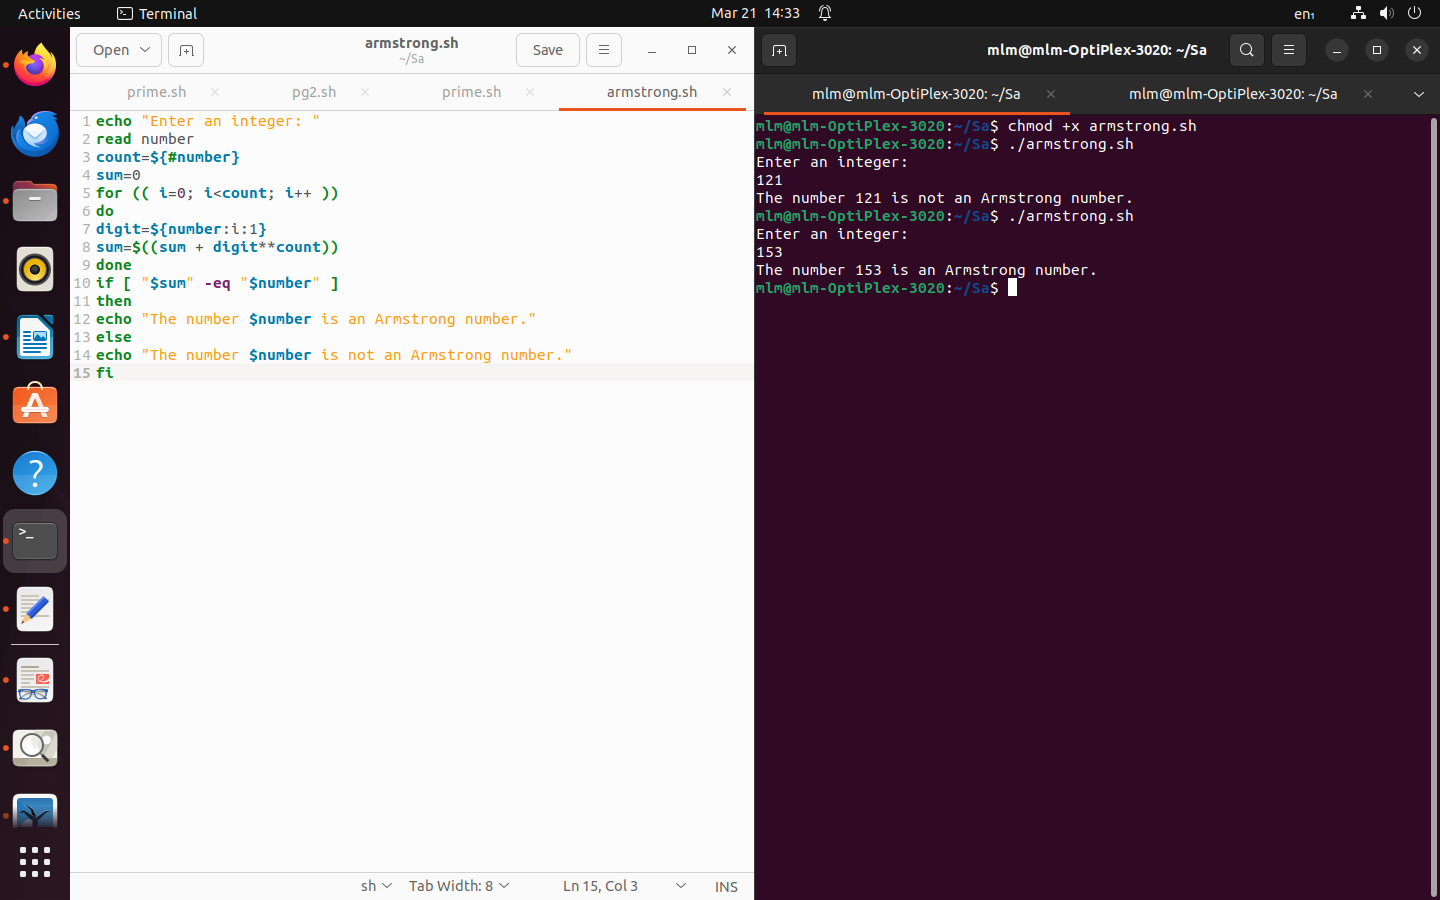 Activities
Terminal
Mar 21 14:33
en₁
Open
armstrong.sh
~/Sa
Save
prime.sh
pg2.sh
prime.sh
armstrong.sh
1 echo "Enter an integer: "
2 read number
3 count=${#number}
4 sum=0
5 for (( i=0; i<count; i++ ))
6 do
7 digit=${number:i:1}
8 sum=$((sum + digit**count))
9 done
10 if [ "$sum" -eq "$number" ]
11 then
12 echo "The number $number is an Armstrong number."
13 else
14 echo "The number $number is not an Armstrong number."
15 fi
sh
Tab Width: 8
Ln 15, Col 3
INS
mlm@mlm-OptiPlex-3020: ~/Sa
mlm@mlm-OptiPlex-3020: ~/Sa
mlm@mlm-OptiPlex-3020: ~/Sa
mlm@mlm-OptiPlex-3020:~/Sa$ chmod +x armstrong.sh
mlm@mlm-OptiPlex-3020:~/Sa$ ./armstrong.sh
Enter an integer:
121
The number 121 is not an Armstrong number.
mlm@mlm-OptiPlex-3020:~/Sa$ ./armstrong.sh
Enter an integer:
153
The number 153 is an Armstrong number.
mlm@mlm-OptiPlex-3020:~/Sa$